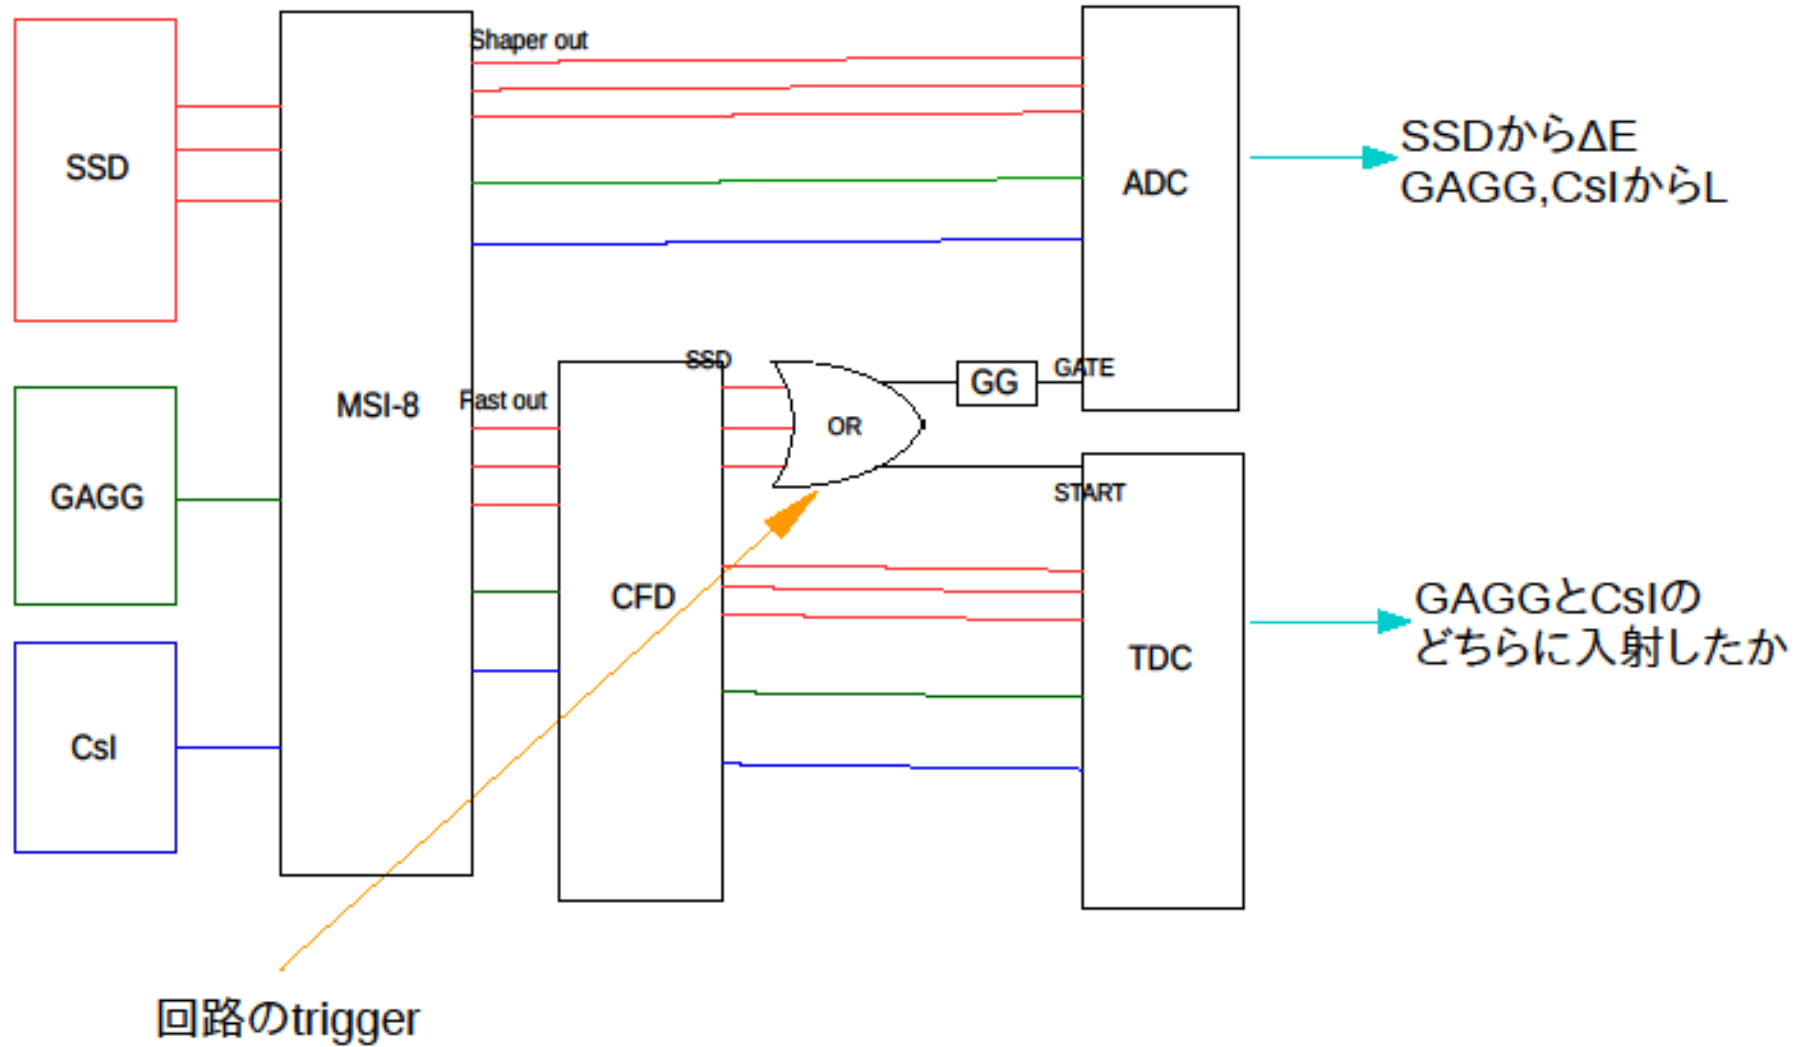 Shaper out
SSD
MSI-8
ADC
SSDからΔE
GAGG,CsIからL
SSD
GATE
GG
Fast out
OR
GAGG
START
CFD
TDC
GAGGとCsIの
どちらに入射したか
CsI
回路のtrigger